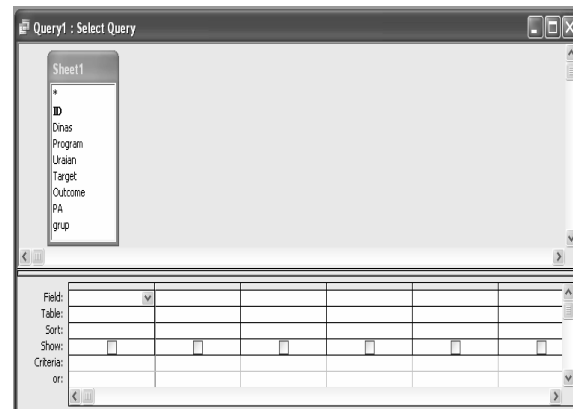 Query1 : Select Query
Sheet1
*
ID
Dinas
Program
Uraian
Target
Outcome
PA
grup
Field:
Table:
Sort:
Show:
Criteria:
or: